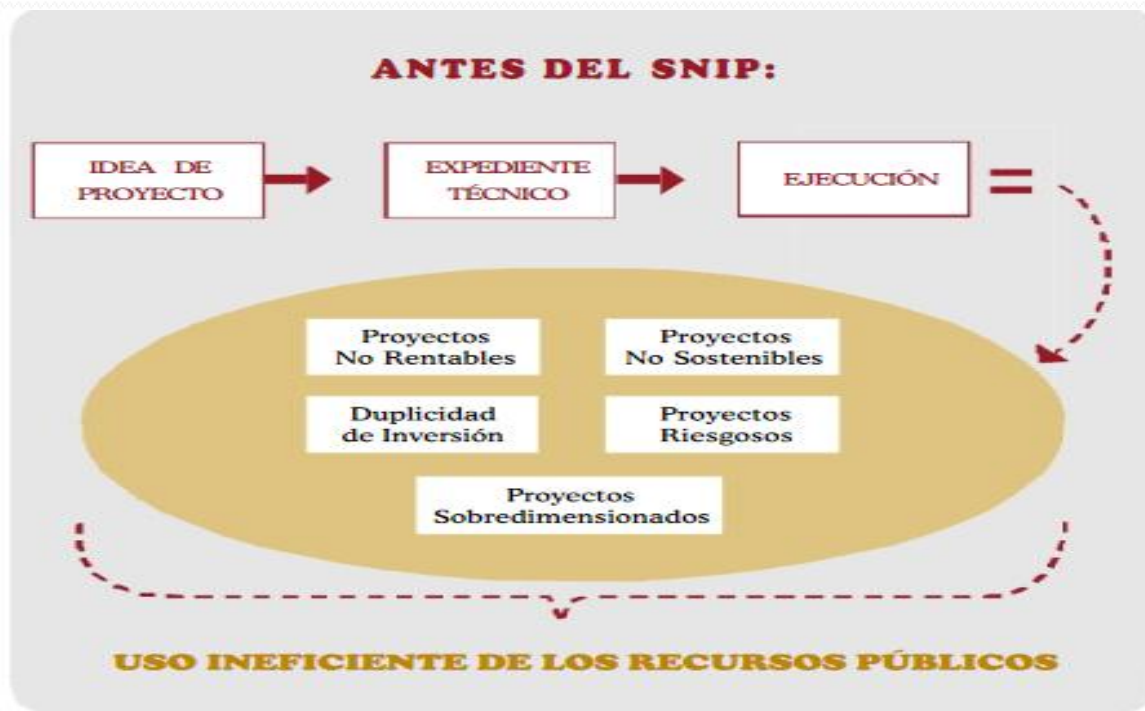 ANTES DEL SNIP:
IDEA DE
PROYECTO
EXPEDIENTE
TÉCNICO
EJECUCIÓN
=
Proyectos
No Rentables
Proyectos
No Sostenibles
Duplicidad
de Inversión
Proyectos
Riesgosos
Proyectos
Sobredimensionados
USO INEFICIENTE DE LOS RECURSOS PÚBLICOS